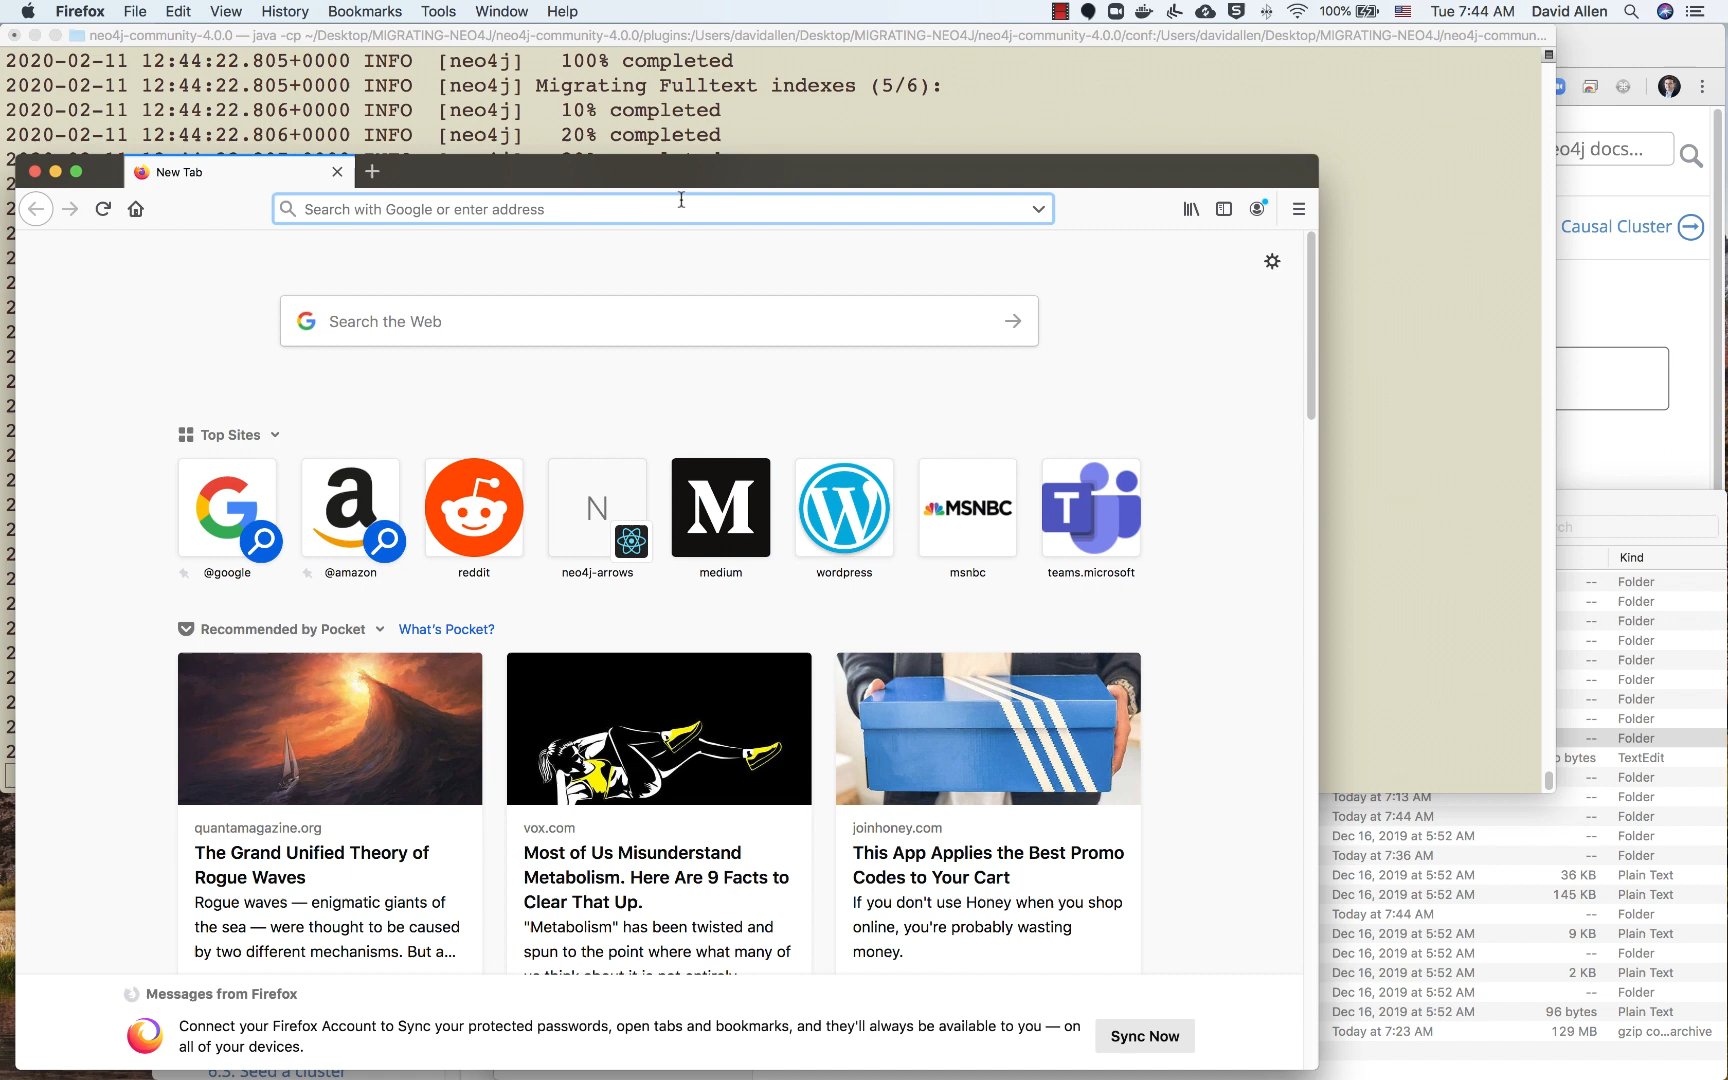 Firefox File Edit View History Bookmarks Tools Window Help 100% Tue 7:44 AM David Allen
neo4j-community-4.0.0 — java -cp ~/Desktop/MIGRATING-NEO4J/neo4j-community-4.0.0/plugins:/Users/davidallen/Desktop/MIGRATING-NEO4J/neo4j-community-4.0.0/conf:/Users/davidallen/Desktop/MIGRATING-NEO4J/neo4j-commun...
2020-02-11 12:44:22.805+0000 INFO [neo4j] 100% completed
2020-02-11 12:44:22.805+0000 INFO [neo4j] Migrating Fulltext indexes (5/6):
2020-02-11 12:44:22.806+0000 INFO [neo4j] 10% completed
2020-02-11 12:44:22.806+0000 INFO [neo4j] 20% completed
eo4j docs...
New Tab
Search with Google or enter address
Causal Cluster
Search the Web
Top Sites
MSNBC
@google @amazon reddit neo4j-arrows medium wordpress msnbc teams.microsoft
Recommended by Pocket What's Pocket?
quantamagazine.org
The Grand Unified Theory of
Rogue Waves
Rogue waves — enigmatic giants of
the sea — were thought to be caused
by two different mechanisms. But a...
vox.com
Most of Us Misunderstand
Metabolism. Here Are 9 Facts to
Clear That Up.
"Metabolism" has been twisted and
spun to the point where what many of
joinhoney.com
This App Applies the Best Promo
Codes to Your Cart
If you don't use Honey when you shop
online, you're probably wasting
money.
Messages from Firefox
Connect your Firefox Account to Sync your protected passwords, open tabs and bookmarks, and they'll always be available to you — on
all of your devices.
Sync Now
6.3. Seed a cluster
Kind
-- Folder
-- Folder
-- Folder
-- Folder
-- Folder
-- Folder
-- Folder
-- Folder
-- Folder
bytes TextEdit
-- Folder
Today at 7:13 AM -- Folder
Today at 7:44 AM -- Folder
Dec 16, 2019 at 5:52 AM -- Folder
Today at 7:36 AM -- Folder
Dec 16, 2019 at 5:52 AM 36 KB Plain Text
Dec 16, 2019 at 5:52 AM 145 KB Plain Text
Today at 7:44 AM -- Folder
Dec 16, 2019 at 5:52 AM 9 KB Plain Text
Dec 16, 2019 at 5:52 AM -- Folder
Dec 16, 2019 at 5:52 AM 2 KB Plain Text
Dec 16, 2019 at 5:52 AM -- Folder
Dec 16, 2019 at 5:52 AM 96 bytes Plain Text
Today at 7:23 AM 129 MB gzip co...archive